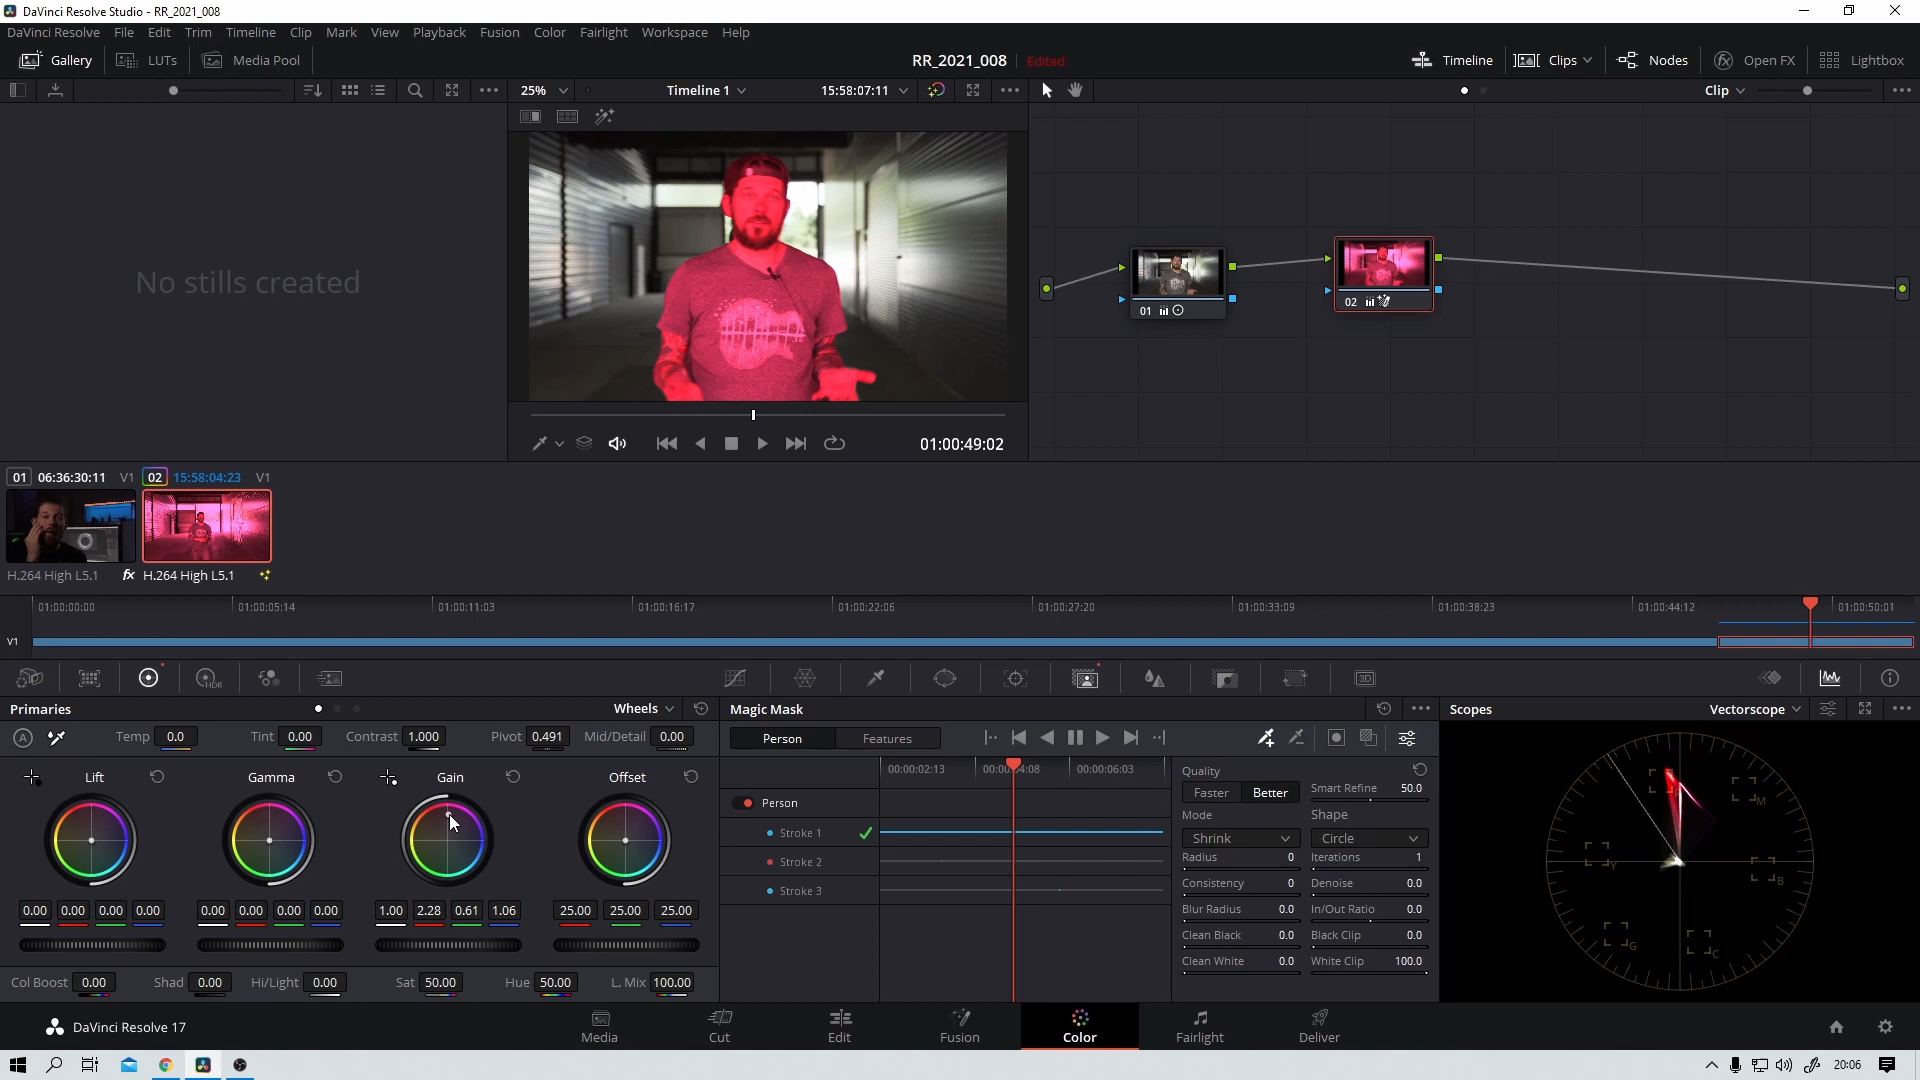 DaVinci Resolve Studio - RR_2021_008
DaVinci Resolve File Edit Trim Timeline Clip Mark View Playback Fusion Color Fairlight Workspace Help
Gallery LUTs Media Pool RR_2021_008 Edited Timeline Clips Nodes Open FX Lightbox
25% Timeline 1 15:58:07:11 Clip
No stills created
01
02
01:00:49:02
01 06:36:30:11 V1 02 15:58:04:23 V1
H.264 High L5.1 fx H.264 High L5.1
01:00:00:00 01:00:05:14 01:00:11:03 01:00:16:17 01:00:22:06 01:00:27:20 01:00:33:09 01:00:38:23 01:00:44:12 01:00:50:01
V1
HDR 3D
Primaries Wheels Magic Mask Scopes Vectorscope
A Temp 0.0 Tint 0.00 Contrast 1.000 Pivot 0.491 Mid/Detail 0.00 Person Features
Lift Gamma Gain Offset
00:00:02:13 00:00:04:08 00:00:06:03
Person
Stroke 1
Stroke 2
Stroke 3
Quality
Faster Better Smart Refine 50.0
Mode Shape
Shrink Circle
Radius 0 Iterations 1
Consistency 0 Denoise 0.0
Blur Radius 0.0 In/Out Ratio 0.0
Clean Black 0.0 Black Clip 0.0
Clean White 0.0 White Clip 100.0
R M
Y B
G C
0.00 0.00 0.00 0.00 0.00 0.00 0.00 0.00 1.00 2.28 0.61 1.06 25.00 25.00 25.00
Col Boost 0.00 Shad 0.00 Hi/Light 0.00 Sat 50.00 Hue 50.00 L. Mix 100.00
DaVinci Resolve 17 Media Cut Edit Fusion Color Fairlight Deliver
20:06